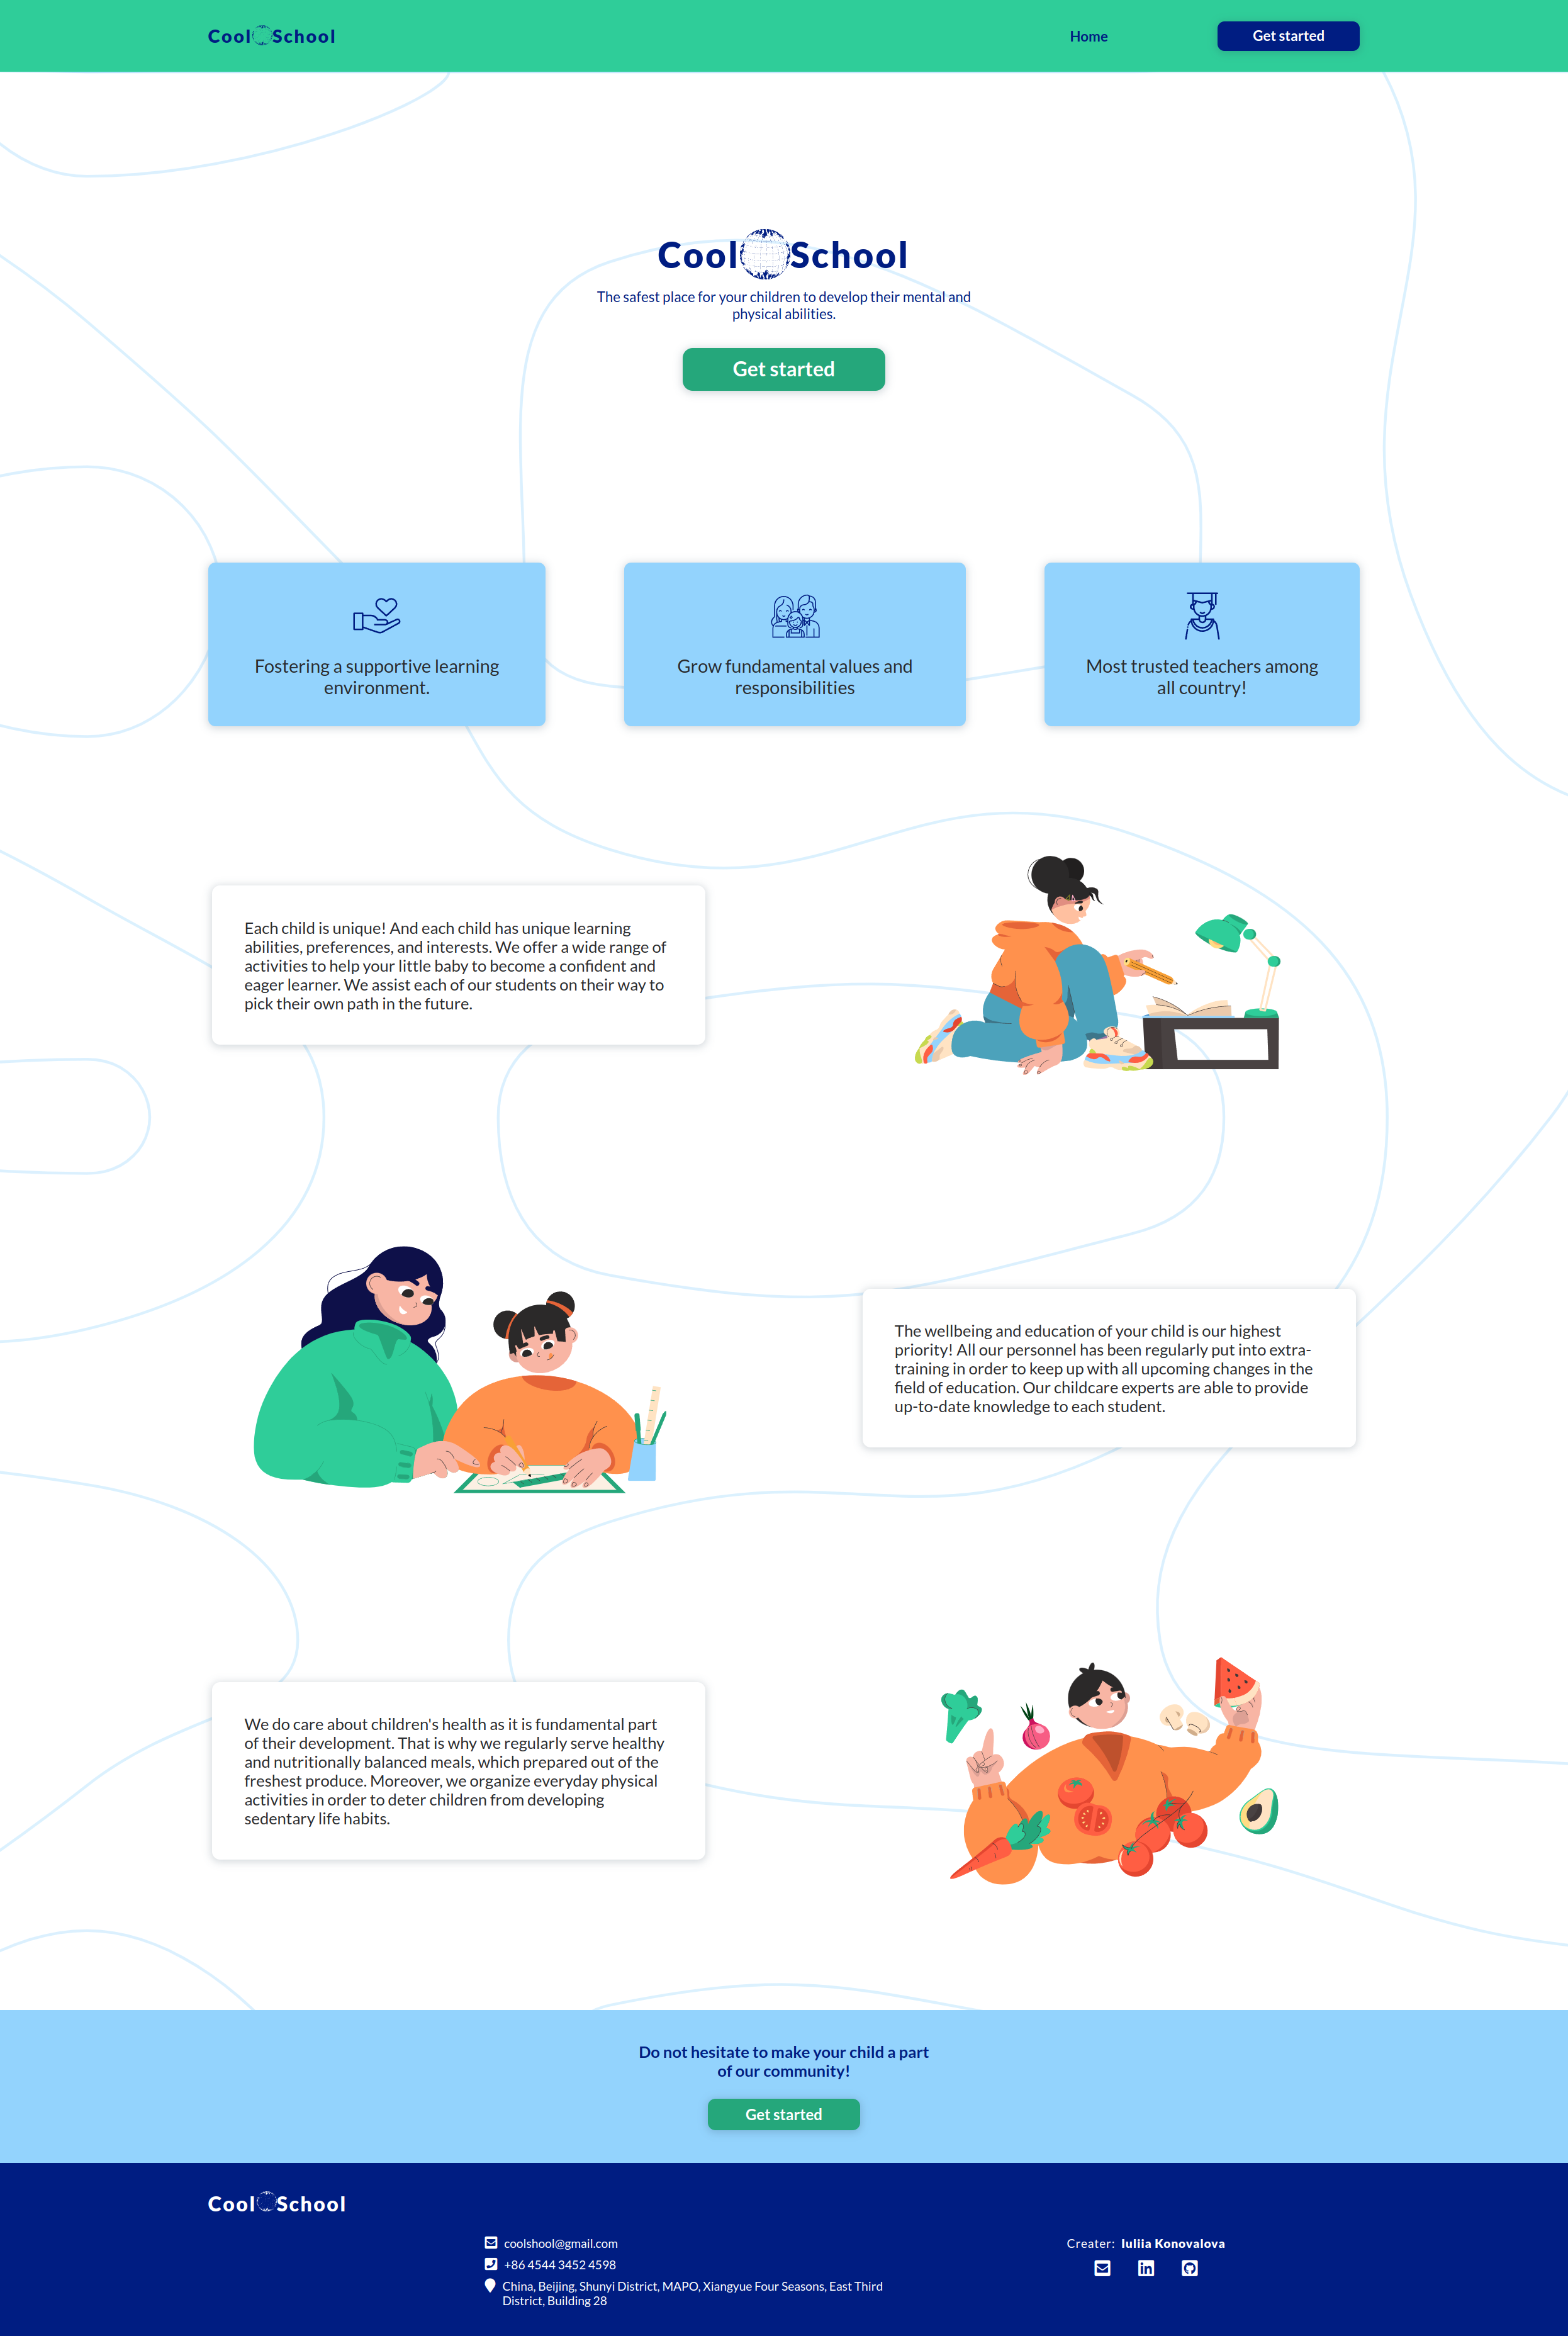 Cool School
Home
Get started
Cool School
The safest place for your children to develop their mental and
physical abilities.
Get started
Fostering a supportive learning
environment.
Grow fundamental values and
responsibilities
Most trusted teachers among
all country!
Each child is unique! And each child has unique learning
abilities, preferences, and interests. We offer a wide range of
activities to help your little baby to become a confident and
eager learner. We assist each of our students on their way to
pick their own path in the future.
The wellbeing and education of your child is our highest
priority! All our personnel has been regularly put into extra-
training in order to keep up with all upcoming changes in the
field of education. Our childcare experts are able to provide
up-to-date knowledge to each student.
We do care about children's health as it is fundamental part
of their development. That is why we regularly serve healthy
and nutritionally balanced meals, which prepared out of the
freshest produce. Moreover, we organize everyday physical
activities in order to deter children from developing
sedentary life habits.
Do not hesitate to make your child a part
of our community!
Get started
Cool School
coolshool@gmail.com
+86 4544 3452 4598
China, Beijing, Shunyi District, MAPO, Xiangyue Four Seasons, East Third
District, Building 28
Creater: Iuliia Konovalova